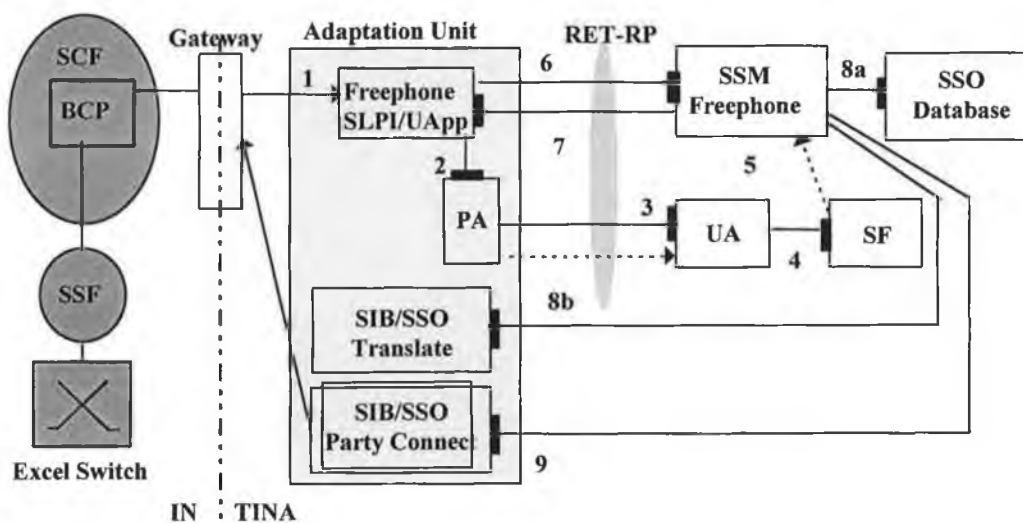 SCF
BCP
SSF
Excel Switch
Gateway
IN
TINA
Adaptation Unit
1
Freephone
SLPI/UApp
2
PA
SIB/SSO
Translate
SIB/SSO
Party Connect
RET-RP
6
7
3
8b
9
SSM
Freephone
8a
SSO
Database
5
UA
4
SF